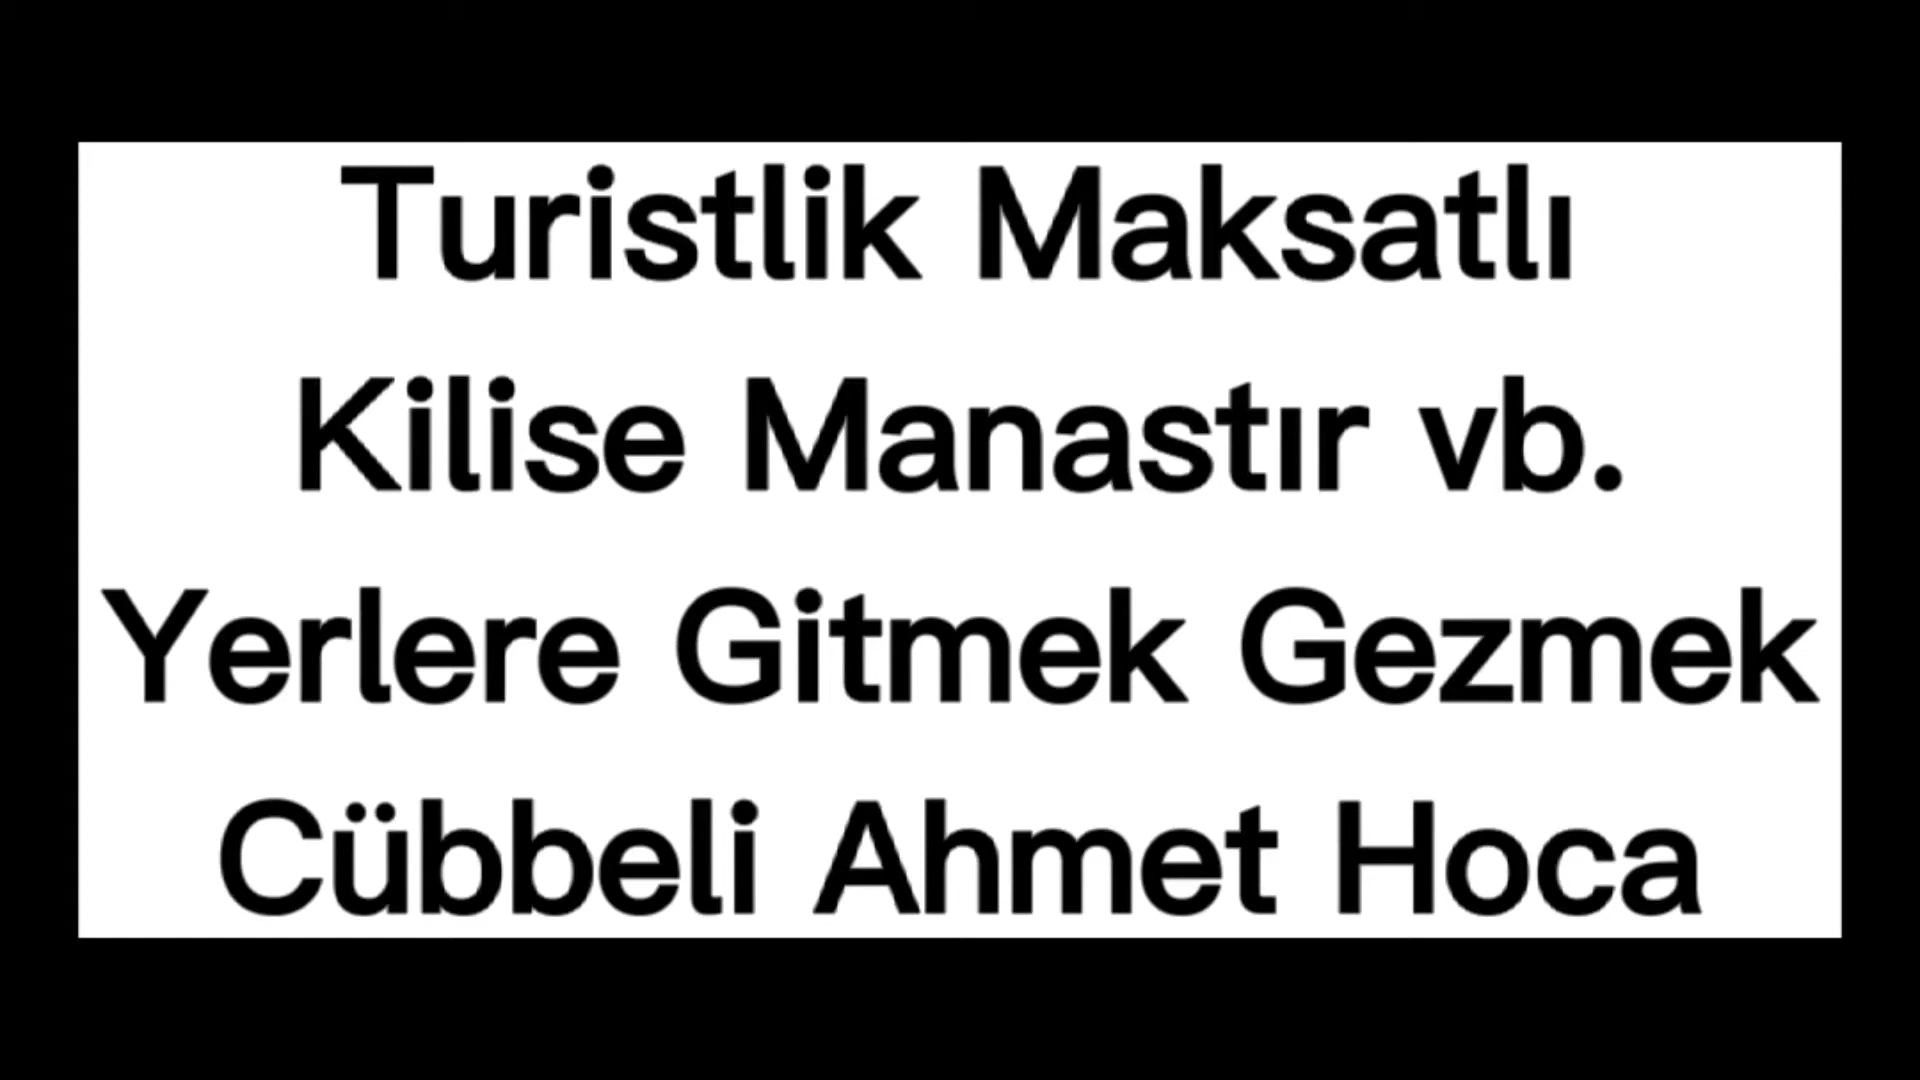 Turistlik Maksatlı
Kilise Manastır vb.
Yerlere Gitmek Gezmek
Cübbeli Ahmet Hoca